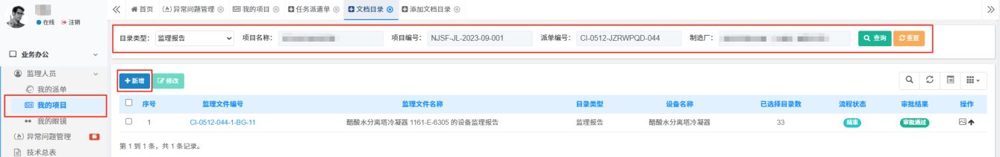 首页 异常问题管理 我的项目 任务派遣单 文档目录 添加文档目录
在线 注销
目录类型： 监理报告 项目名称： 项目编号： NJSF-JL-2023-09-001 派单编号： CI-0512-JZRWPQD-044 制造厂： 查询 重置
业务办公
监理人员
我的派单
我的项目
我的眼镜
异常问题管理 新
技术总表
新增 修改
序号 监理文件编号 监理文件名称 目录类型 设备名称 已选择目录数 流程状态 审批结果 操作
1 CI-0512-044-1-BG-11 醋酸水分离塔冷凝器 1161-E-6305 的设备监理报告 监理报告 醋酸水分离塔冷凝器 33 结束 审批通过
第 1 到 1 条，共 1 条记录。